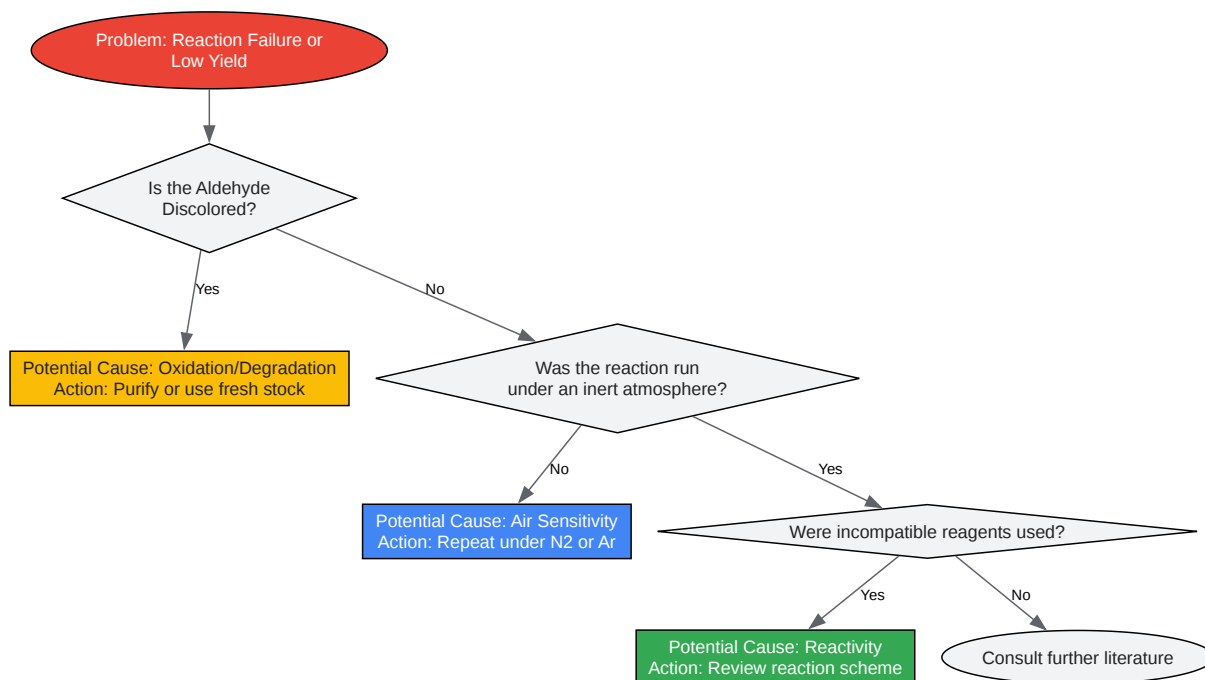 Problem: Reaction Failure or
Low Yield
Is the Aldehyde
Discolored?
Yes
No
Potential Cause: Oxidation/Degradation
Action: Purify or use fresh stock
Was the reaction run
under an inert atmosphere?
No
Yes
Potential Cause: Air Sensitivity
Action: Repeat under N2 or Ar
Were incompatible reagents used?
Yes
No
Potential Cause: Reactivity
Action: Review reaction scheme
Consult further literature